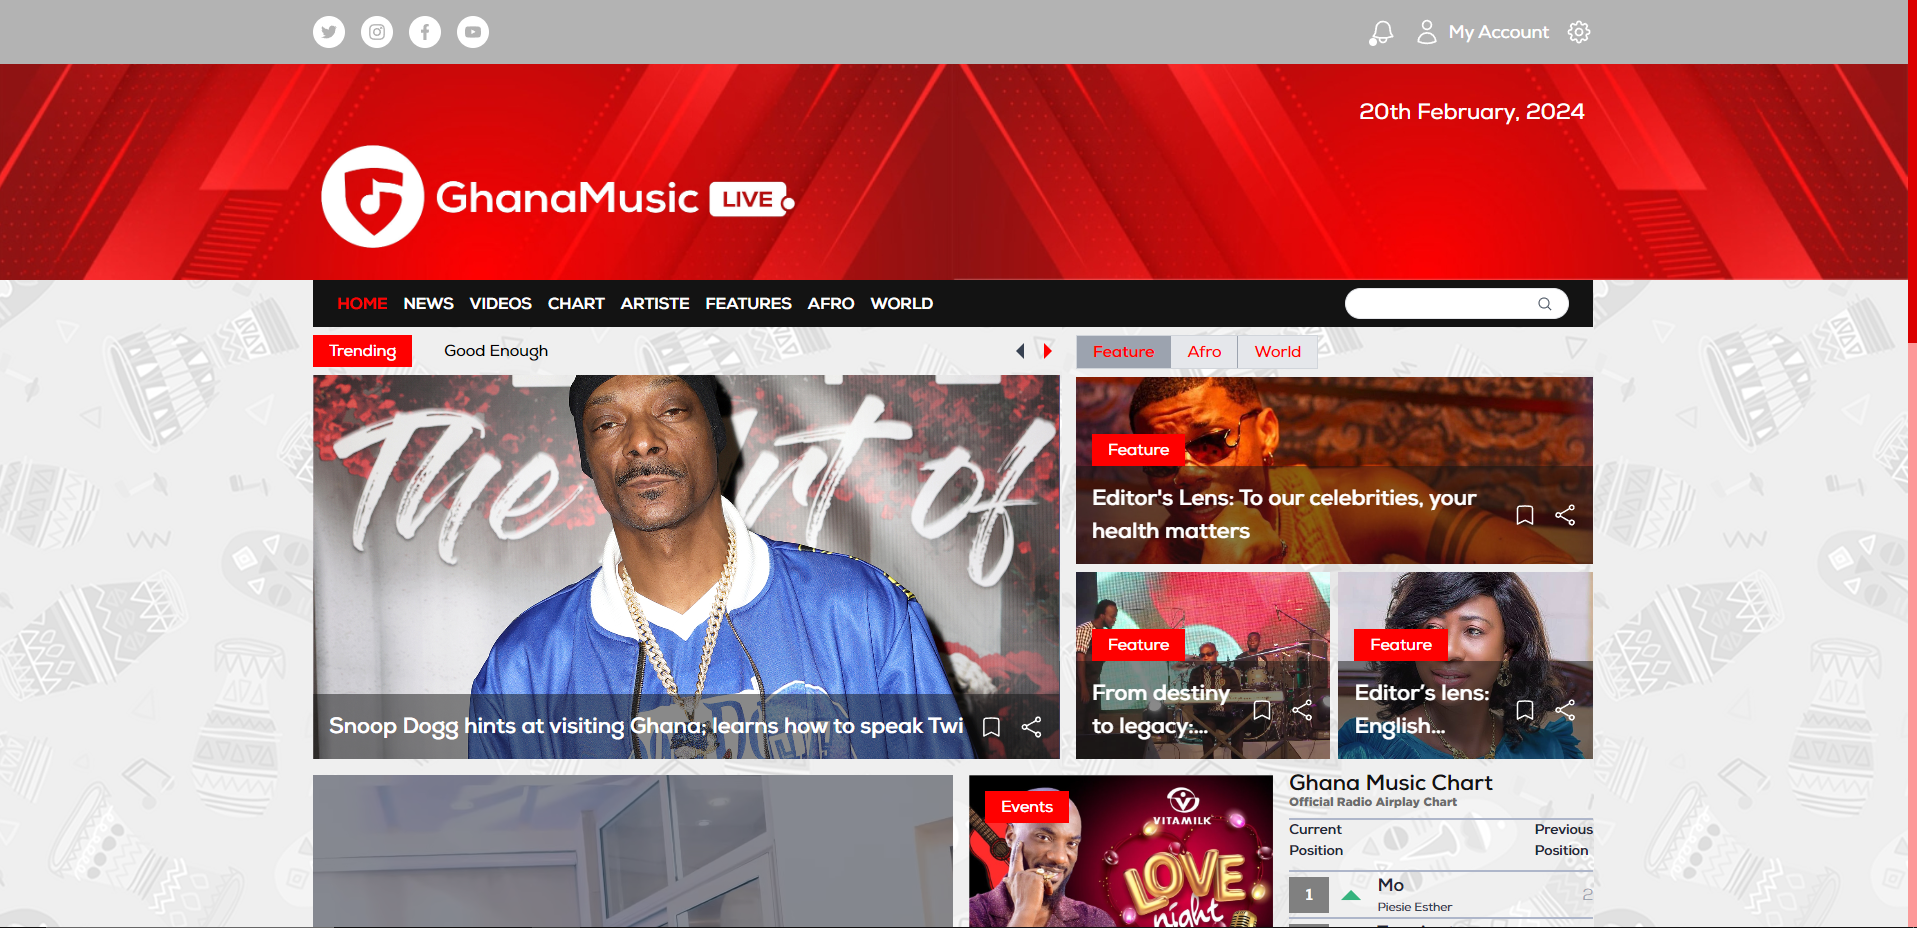 My Account
20th February, 2024
GhanaMusic LIVE
HOME NEWS VIDEOS CHART ARTISTE FEATURES AFRO WORLD
Trending
Good Enough
Feature Afro World
The Art of
Snoop Dogg hints at visiting Ghana; learns how to speak Twi
Feature
Editor's Lens: To our celebrities, your
health matters
Feature
From destiny
to legacy:...
Feature
Editor’s lens:
English...
Events
VITAMILK
LOVE
night
Ghana Music Chart
Official Radio Airplay Chart
Current
Position
Previous
Position
1
Mo
Piesie Esther
2